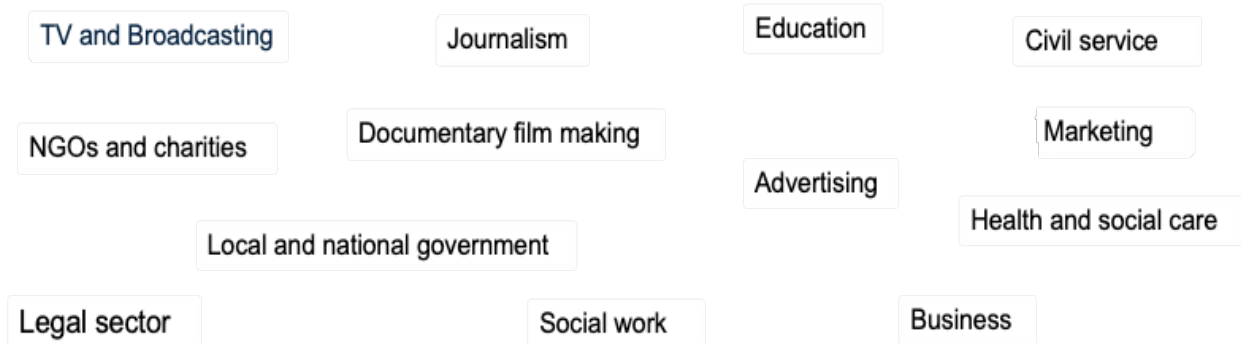 TV and Broadcasting
Journalism
Education
Civil service
NGOs and charities
Documentary film making
Marketing
Advertising
Health and social care
Local and national government
Legal sector
Social work
Business